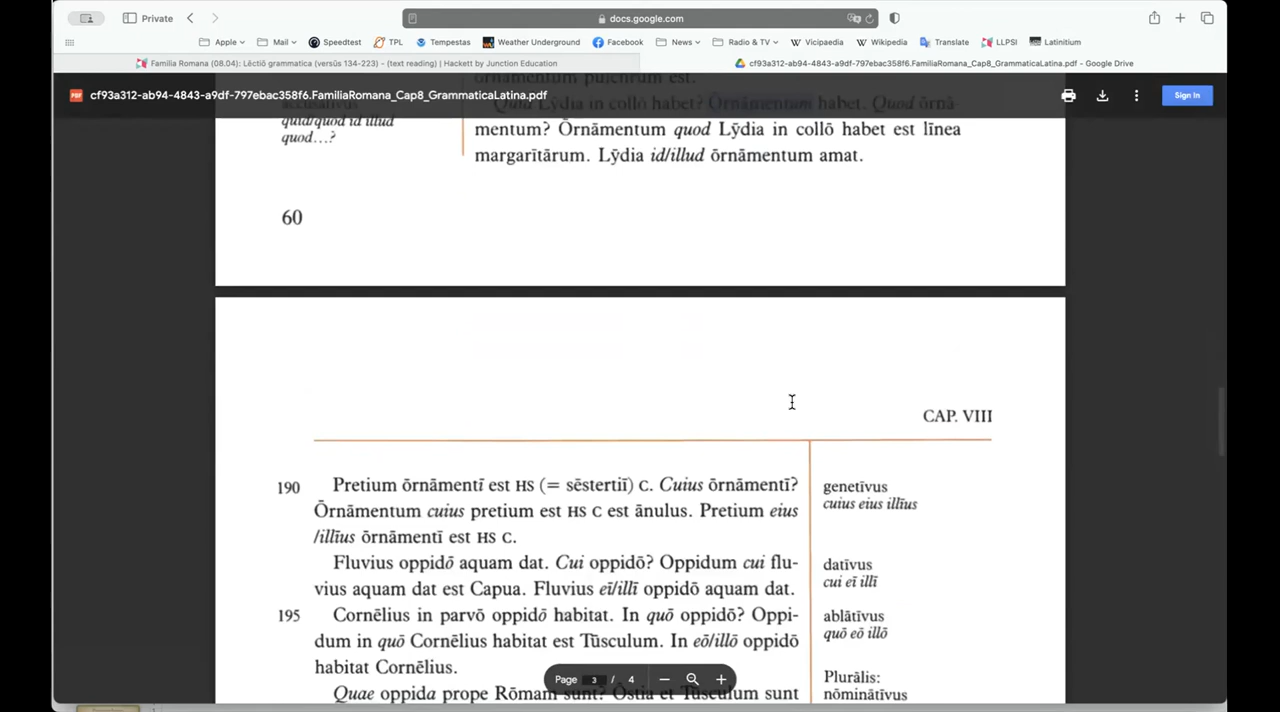 Private
docs.google.com
Apple
Mail
Speedtest
TPL
Tempestas
Weather Underground
Facebook
News
Radio & TV
Vicipaedia
Wikipedia
Translate
LLPSI
Latinitium
Familia Romana (08.04): Lēctiō grammatica (versūs 134-223) - (text reading) | Hackett by Junction Education
cf93a312-ab94-4843-a9df-797ebac358f6.FamiliaRomana_Cap8_GrammaticaLatina.pdf - Google Drive
cf93a312-ab94-4843-a9df-797ebac358f6.FamiliaRomana_Cap8_GrammaticaLatina.pdf
Sign In
ōrnāmentum pulchrum est.
accūsātīvus
Quid Lȳdia in collō habet? Ōrnāmentum habet. Quod ōrnā-
quid/quod id illud
mentum? Ōrnāmentum quod Lȳdia in collō habet est līnea
quod...?
margarītārum. Lȳdia id/illud ōrnāmentum amat.
60
CAP. VIII
190 Pretium ōrnāmentī est HS (= sēstertiī) C. Cuius ōrnāmentī?
genetīvus
Ōrnāmentum cuius pretium est HS C est ānulus. Pretium eius
cuius eius illīus
/illīus ōrnāmentī est HS C.
Fluvius oppidō aquam dat. Cui oppidō? Oppidum cui flu-
datīvus
vius aquam dat est Capua. Fluvius eī/illī oppidō aquam dat.
cui eī illī
195 Cornēlius in parvō oppidō habitat. In quō oppidō? Oppi-
ablātīvus
dum in quō Cornēlius habitat est Tūsculum. In eō/illō oppidō
quō eō illō
habitat Cornēlius.
Plurālis:
Quae oppida prope Rōmam sunt? Ōstia et Tūsculum sunt
nōminātīvus
Page 3 / 4